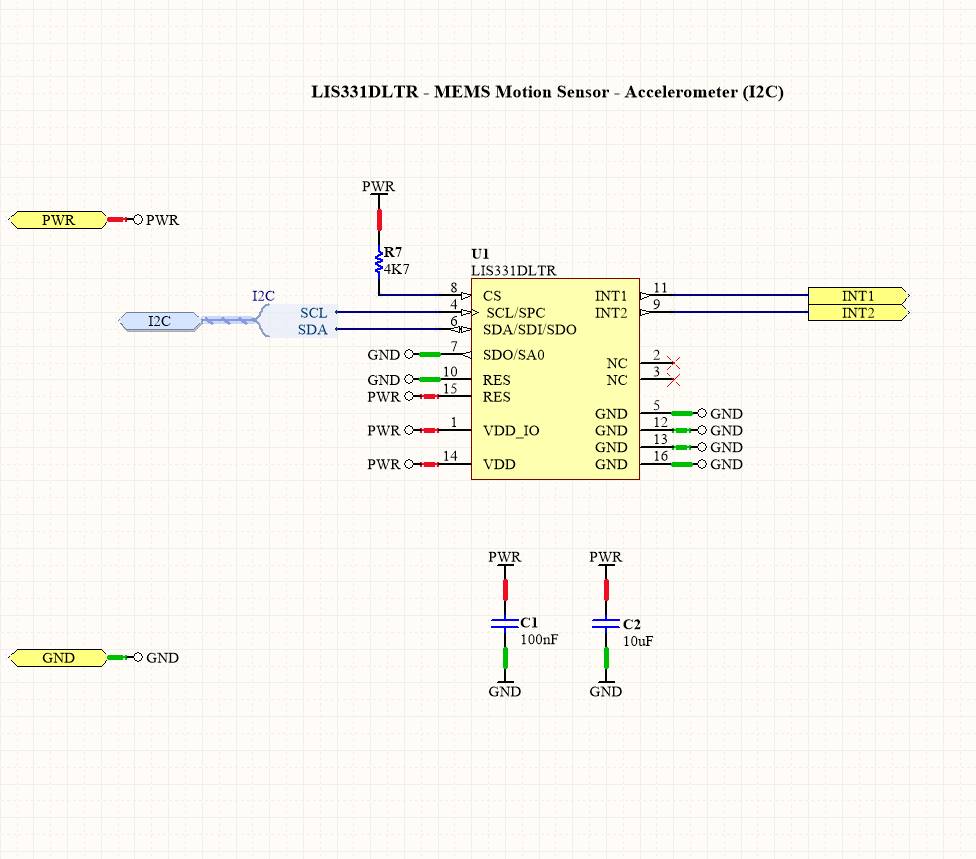 LIS331DLTR - MEMS Motion Sensor - Accelerometer (I2C)
PWR
PWR PWR
R7
4K7
U1
LIS331DLTR
8 CS INT1 11 INT1
I2C
4 SCL SCL/SPC INT2 9 INT2
I2C
SDA 6 SDA/SDI/SDO
GND 7 SDO/SA0
NC 2
GND 10 RES NC 3
PWR 15 RES
GND 5 GND
PWR 1 VDD_IO GND 12 GND
GND 13 GND
PWR 14 VDD GND 16 GND
PWR PWR
C1 C2
100nF 10uF
GND GND
GND GND